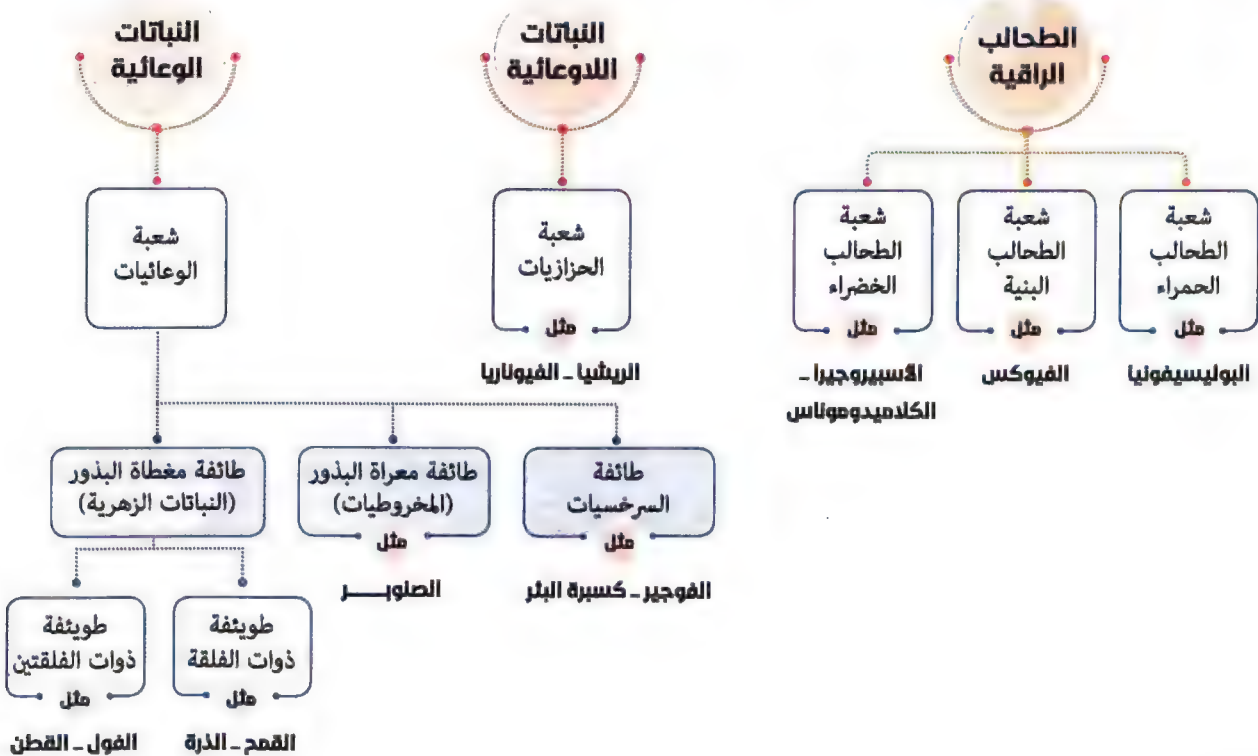 الطحالب
الراقية
شعبة
الطحالب
الحمراء
مثل
البوليسيفونيا
شعبة
الطحالب
البنية
مثل
الفيوكس
شعبة
الطحالب
الخضراء
مثل
الأسبيروجيرا _
الكلاميدوموناس
النباتات
اللاوعائية
شعبة
الحزازيات
مثل
الريشيا _ الفيوناريا
النباتات
الوعائية
شعبة
الوعائيات
طائفة
السرخسيات
مثل
الفوجير _ كسبرة البئر
طائفة معراة البذور
(المخروطيات)
مثل
الصنوبـــــر
طائفة مغطاة البذور
(النباتات الزهرية)
طويئفة
ذوات الفلقة
مثل
القمح _ الذرة
طويئفة
ذوات الفلقتين
مثل
الفول _ القطن